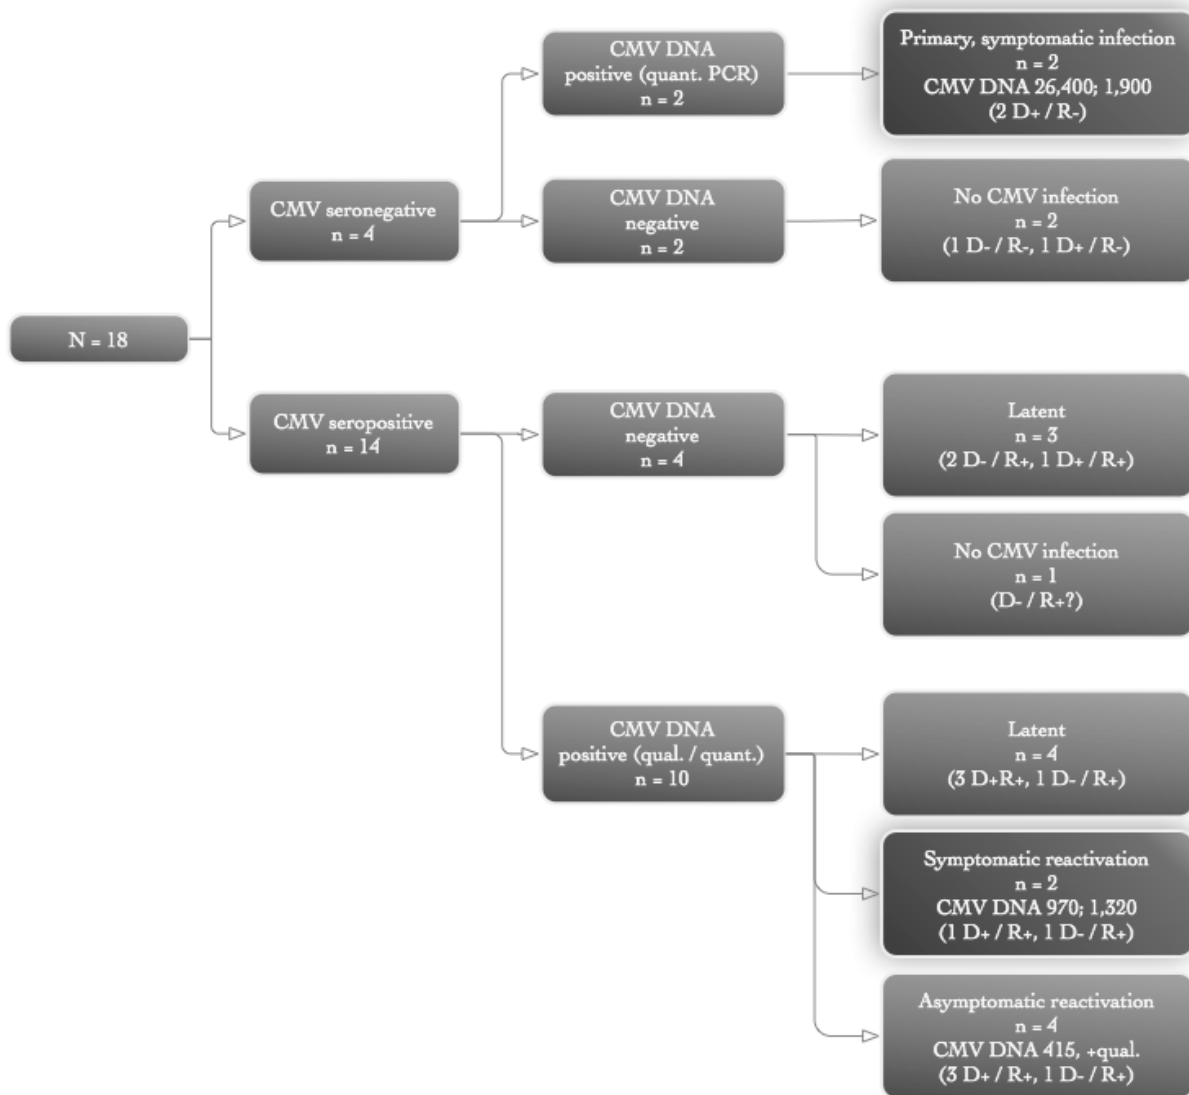 N = 18
CMV seronegative
n = 4
CMV DNA
positive (quant. PCR)
n = 2
Primary, symptomatic infection
n = 2
CMV DNA 26,400; 1,900
(2 D+ / R-)
CMV DNA
negative
n = 2
No CMV infection
n = 2
(1 D- / R-, 1 D+ / R-)
CMV seropositive
n = 14
CMV DNA
negative
n = 4
Latent
n = 3
(2 D- / R+, 1 D+ / R+)
No CMV infection
n = 1
(D- / R+?)
CMV DNA
positive (qual. / quant.)
n = 10
Latent
n = 4
(3 D+R+, 1 D- / R+)
Symptomatic reactivation
n = 2
CMV DNA 970; 1,320
(1 D+ / R+, 1 D- / R+)
Asymptomatic reactivation
n = 4
CMV DNA 415, +qual.
(3 D+ / R+, 1 D- / R+)